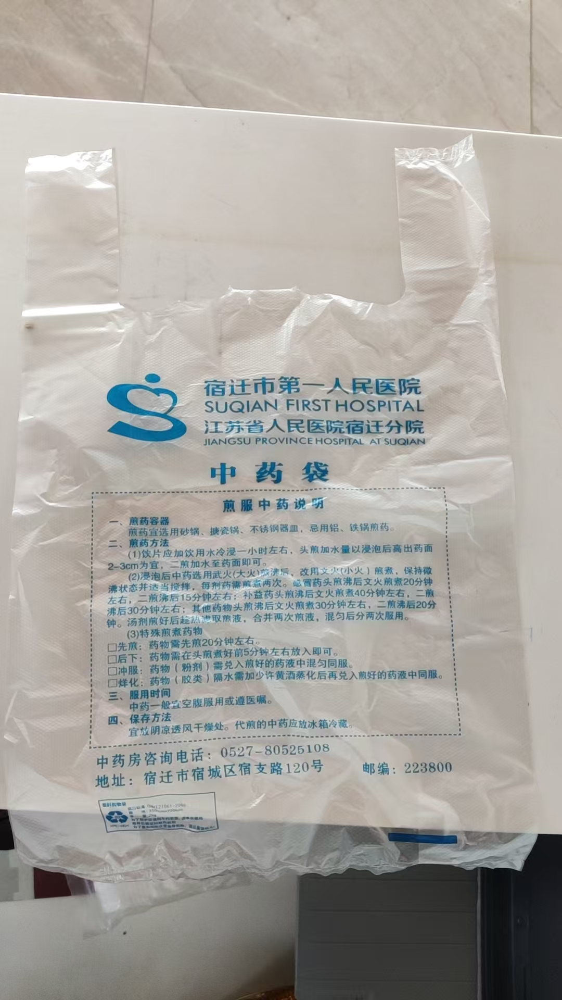 宿迁市第一人民医院
SUQIAN FIRST HOSPITAL
江苏省人民医院宿迁分院
JIANGSU PROVINCE HOSPITAL AT SUQIAN
中药袋
煎服中药说明
一、煎药容器
煎药宜选用砂锅、搪瓷锅、不锈钢器皿，忌用铝、铁锅煎药。
二、煎药方法
(1)饮片应加饮用水冷浸一小时左右，头煎加水量以浸泡后高出药面
2-3cm为宜，二煎加水至药面即可。
(2)浸泡后中药选用武火(大火)煎沸后，改用文火(小火)煎煮，保持微
沸状态并适当搅拌，每剂药需煎煮两次。感冒药头煎沸后文火煎煮20分钟
左右，二煎沸后15分钟左右；补益药头煎沸后文火煎煮40分钟左右，二煎
沸后30分钟左右；其他药物头煎沸后文火煎煮30分钟左右，二煎沸后20分
钟。汤剂煎好后趁热滤取煎液，合并两次煎液，混匀后分两次服用。
(3)特殊煎煮药物
□先煎：药物需先煎20分钟左右。
□后下：药物需在头煎煮好前5分钟左右放入即可。
□冲服：药物（粉剂）需兑入煎好的药液中混匀同服。
□烊化：药物（胶类）隔水需加少许黄酒蒸化后再兑入煎好的药液中同服。
三、服用时间
中药一般宜空腹服用或遵医嘱。
四、保存方法
宜放阴凉透风干燥处。代煎的中药应放冰箱冷藏。
中药房咨询电话：0527-80525108
地址：宿迁市宿城区宿支路120号 邮编：223800
塑料购物袋